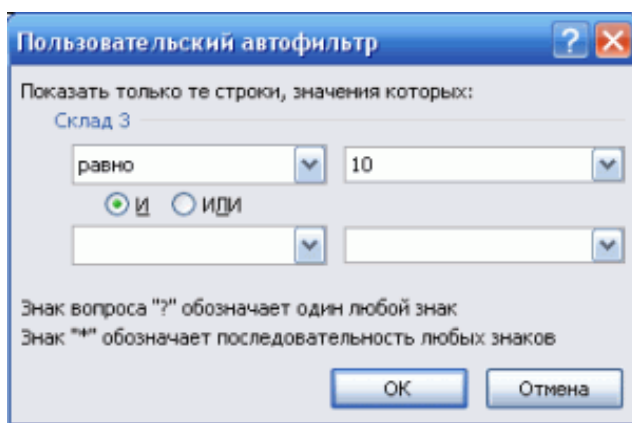 Пользовательский автофильтр
Показать только те строки, значения которых:
Склад 3
равно 10
И ИЛИ
Знак вопроса "?" обозначает один любой знак
Знак "*" обозначает последовательность любых знаков
ОК Отмена